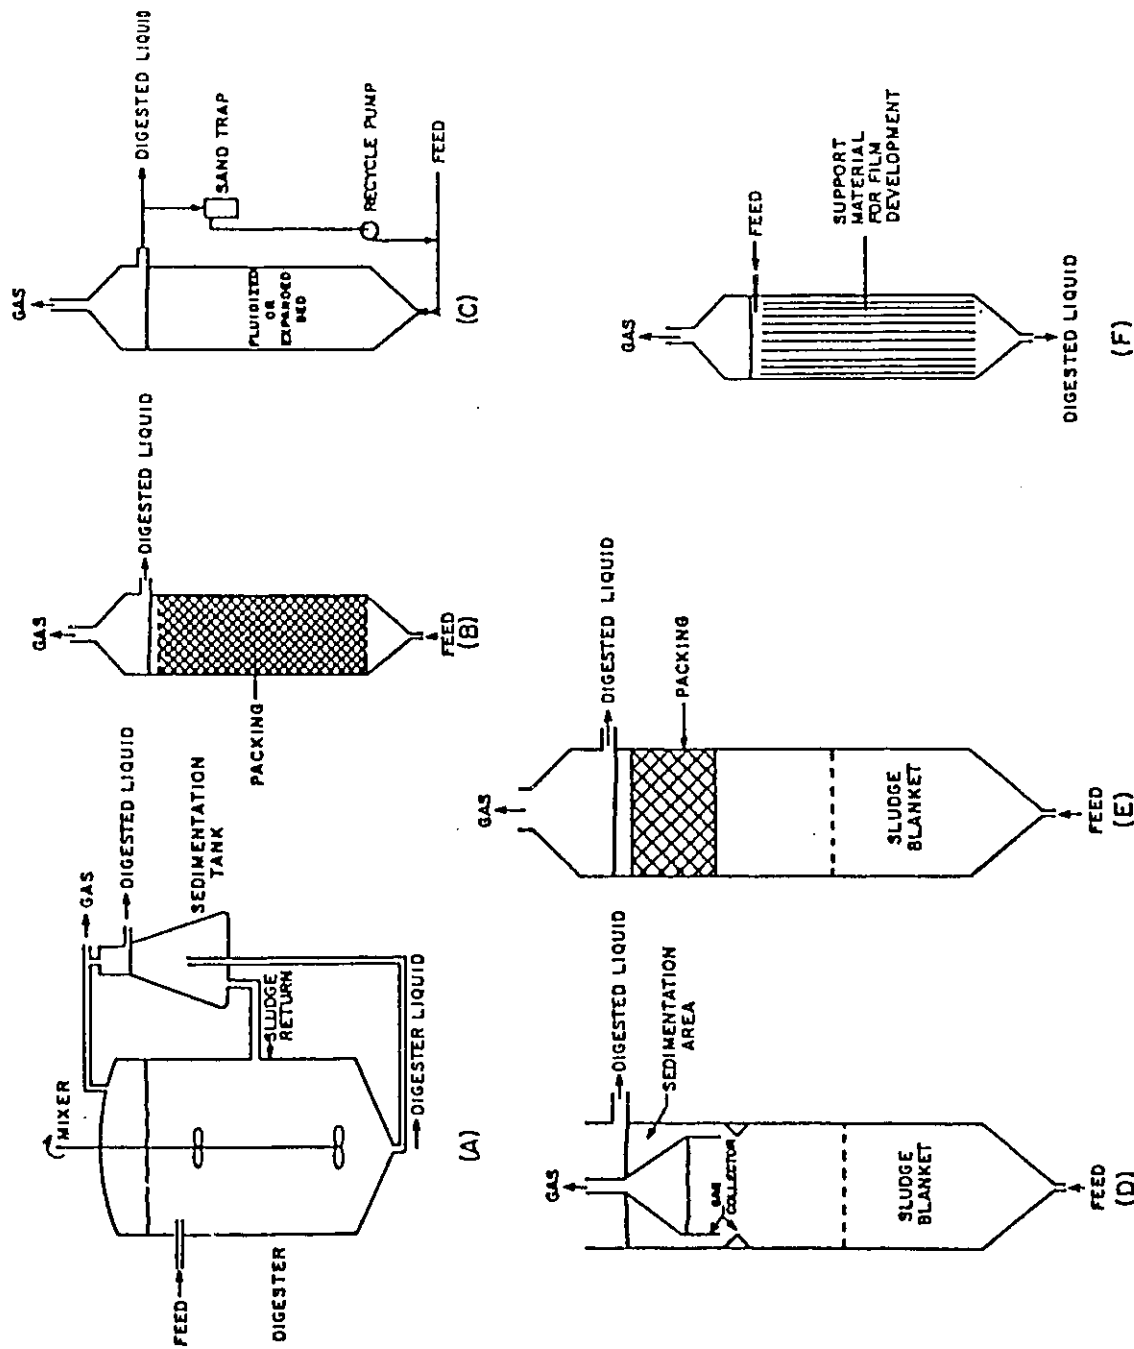 MIXER
FEED
DIGESTER
GAS
DIGESTED LIQUID
SEDIMENTATION
TANK
SLUDGE
RETURN
DIGESTER LIQUID
(A)
GAS
DIGESTED LIQUID
PACKING
FEED
(B)
GAS
DIGESTED LIQUID
SAND TRAP
RECYCLE PUMP
FEED
FLUIDIZED
OR
EXPANDED
BED
(C)
GAS
DIGESTED LIQUID
SEDIMENTATION
AREA
GAS
COLLECTOR
SLUDGE
BLANKET
FEED
(D)
GAS
DIGESTED LIQUID
PACKING
SLUDGE
BLANKET
FEED
(E)
GAS
FEED
SUPPORT
MATERIAL
FOR FILM
DEVELOPMENT
DIGESTED LIQUID
(F)